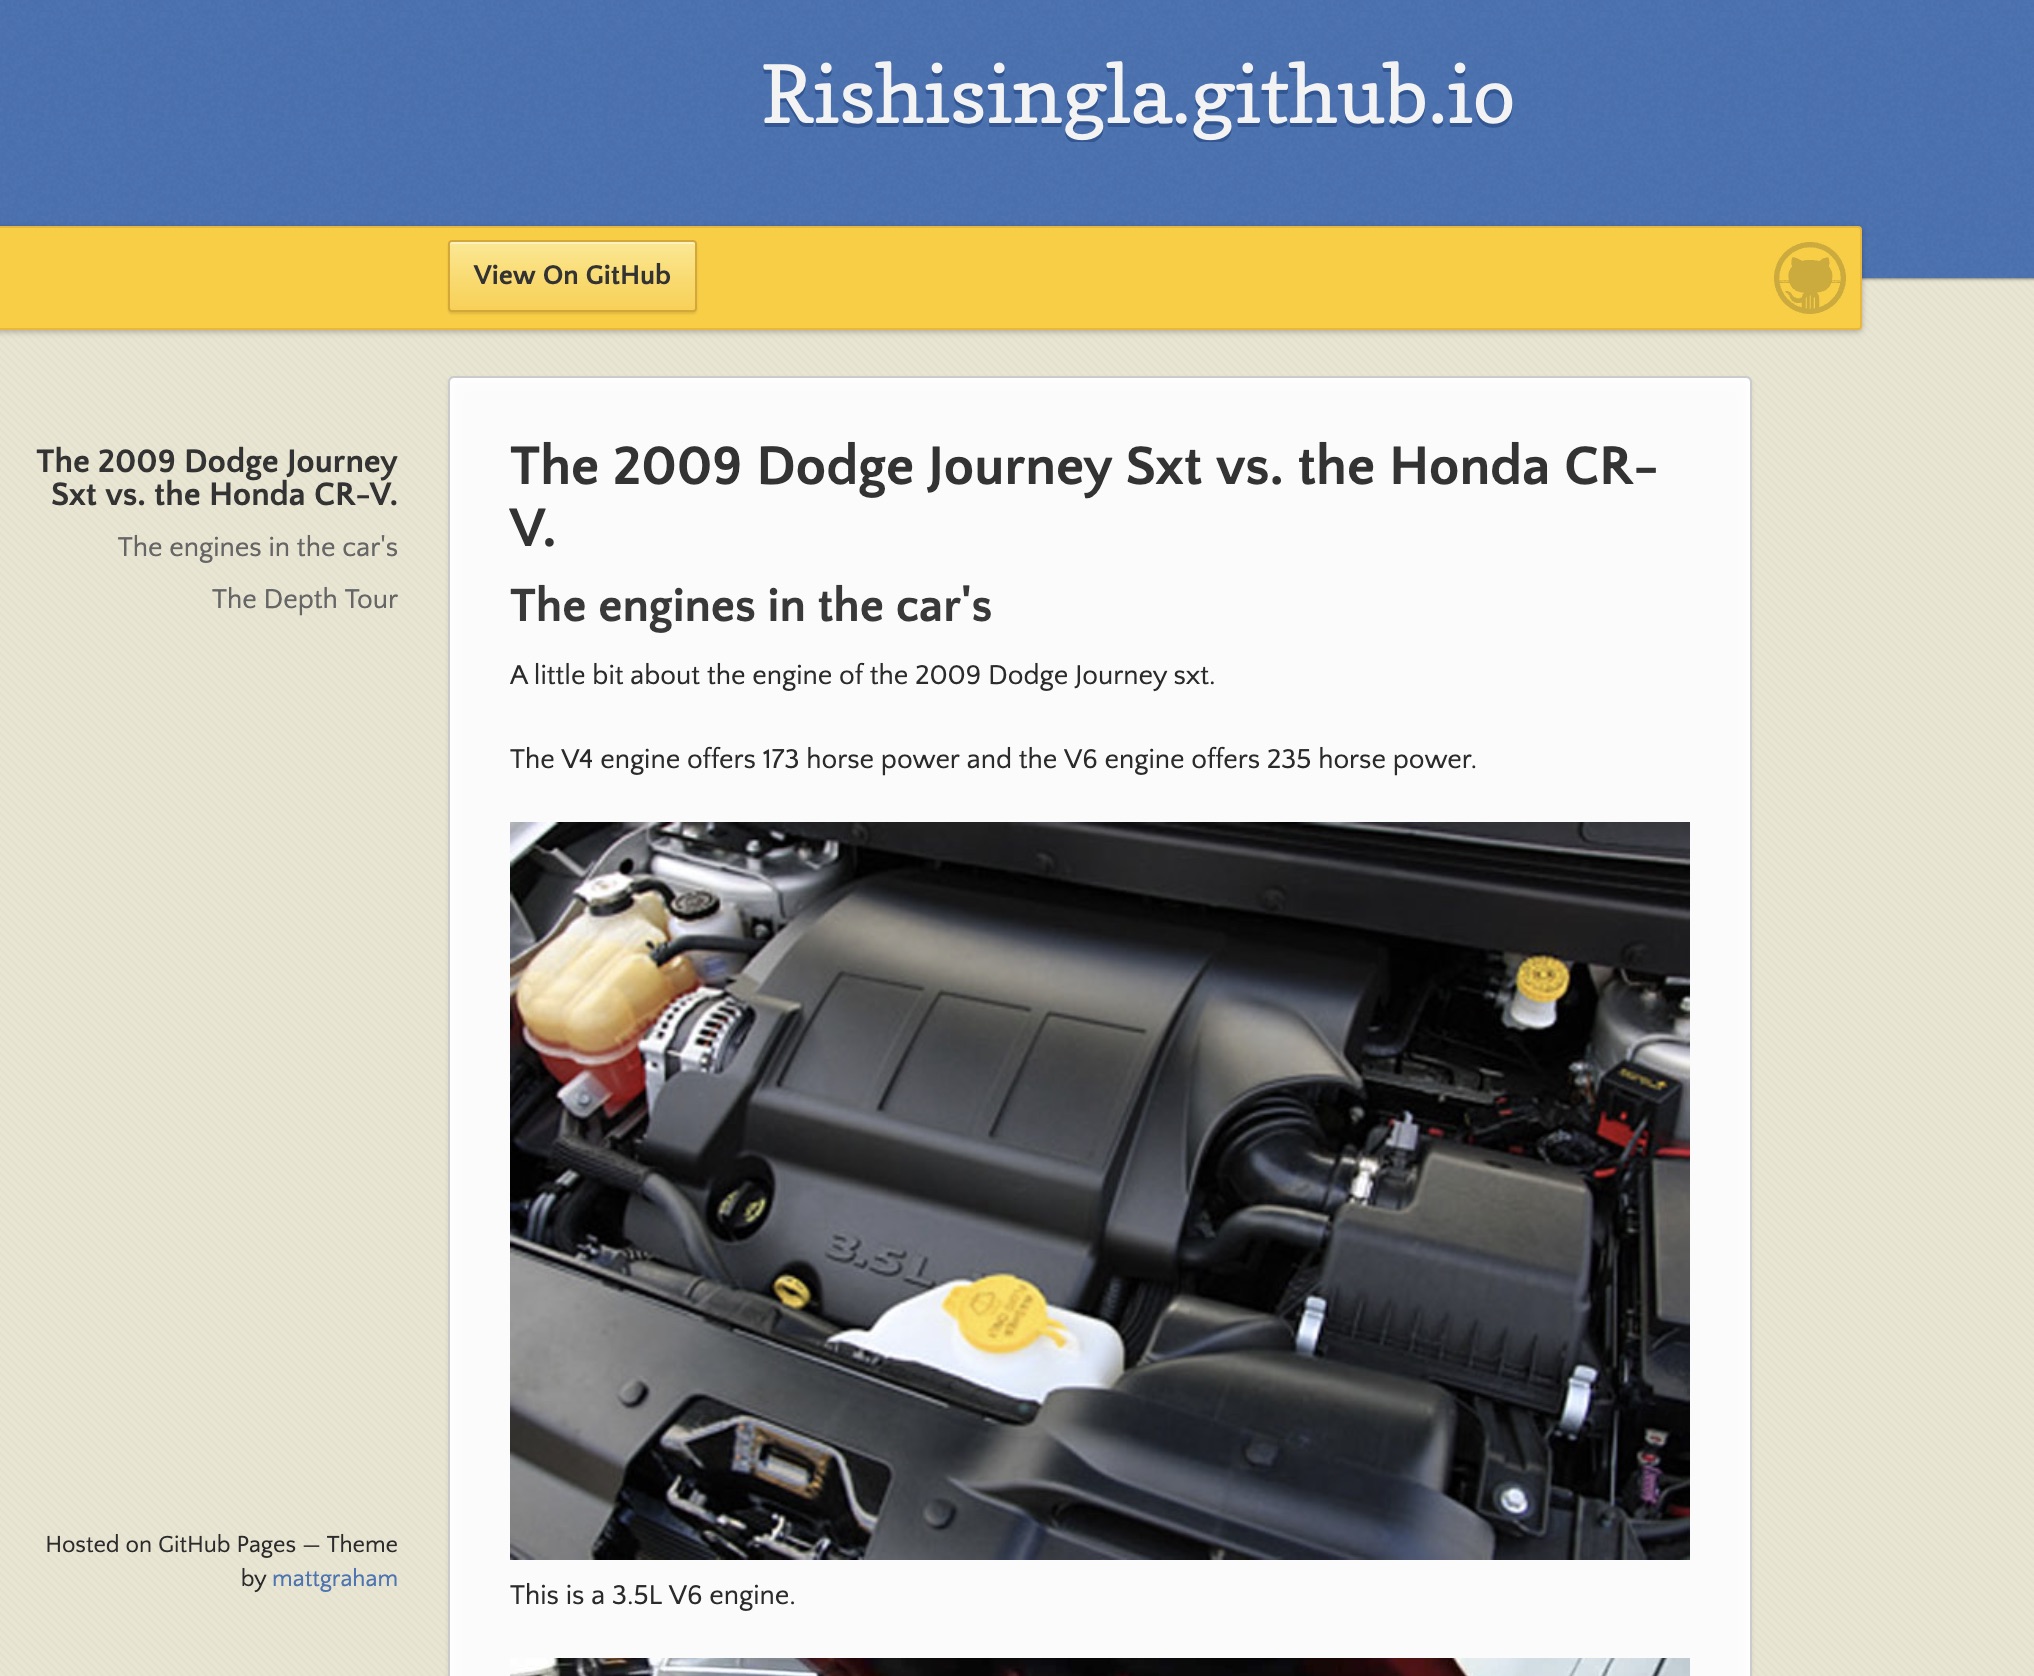 Rishisingla.github.io
View On GitHub
The 2009 Dodge Journey
Sxt vs. the Honda CR-V.
The engines in the car's
The Depth Tour
The 2009 Dodge Journey Sxt vs. the Honda CR-
V.
The engines in the car's
A little bit about the engine of the 2009 Dodge Journey sxt.
The V4 engine offers 173 horse power and the V6 engine offers 235 horse power.
3.5L
WASHER
FLUID
ONLY
This is a 3.5L V6 engine.
Hosted on GitHub Pages — Theme
by mattgraham